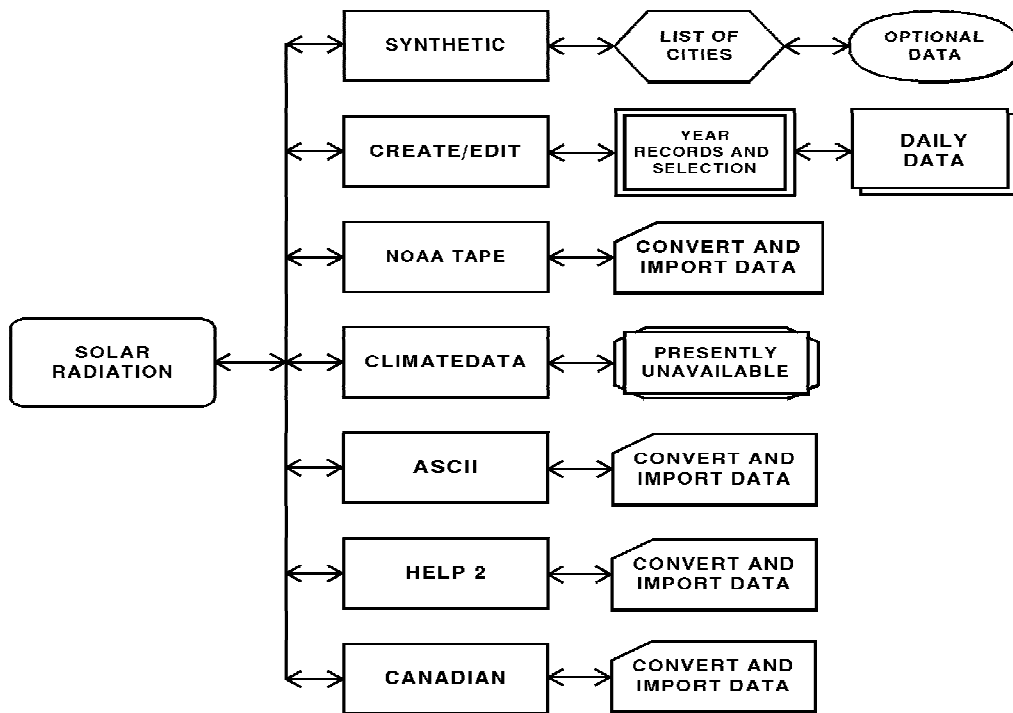 SYNTHETIC
LIST OF
CITIES
OPTIONAL
DATA
CREATE/EDIT
YEAR
RECORDS AND
SELECTION
DAILY
DATA
NOAA TAPE
CONVERT AND
IMPORT DATA
SOLAR
RADIATION
CLIMATEDATA
PRESENTLY
UNAVAILABLE
ASCII
CONVERT AND
IMPORT DATA
HELP 2
CONVERT AND
IMPORT DATA
CANADIAN
CONVERT AND
IMPORT DATA